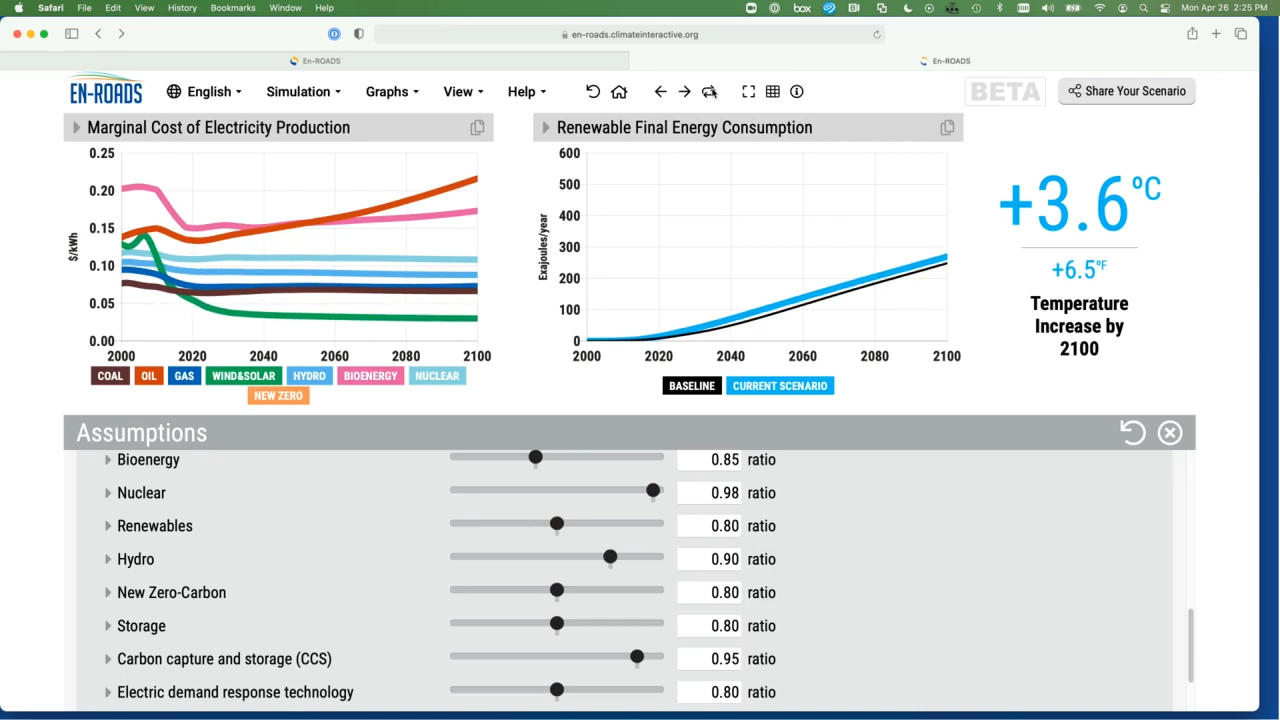 Safari File Edit View History Bookmarks Window Help box Mon Apr 26 2:25 PM
en-roads.climateinteractive.org
En-ROADS En-ROADS
EN-ROADS English Simulation Graphs View Help BETA Share Your Scenario
Marginal Cost of Electricity Production
0.25
0.20
0.15
0.10
0.05
0.00
$/kWh
2000 2020 2040 2060 2080 2100
COAL OIL GAS WIND&SOLAR HYDRO BIOENERGY NUCLEAR
NEW ZERO
Renewable Final Energy Consumption
600
500
400
300
200
100
0
Exajoules/year
2000 2020 2040 2060 2080 2100
BASELINE CURRENT SCENARIO
+3.6°C
+6.5°F
Temperature
Increase by
2100
Assumptions
Bioenergy 0.85 ratio
Nuclear 0.98 ratio
Renewables 0.80 ratio
Hydro 0.90 ratio
New Zero-Carbon 0.80 ratio
Storage 0.80 ratio
Carbon capture and storage (CCS) 0.95 ratio
Electric demand response technology 0.80 ratio